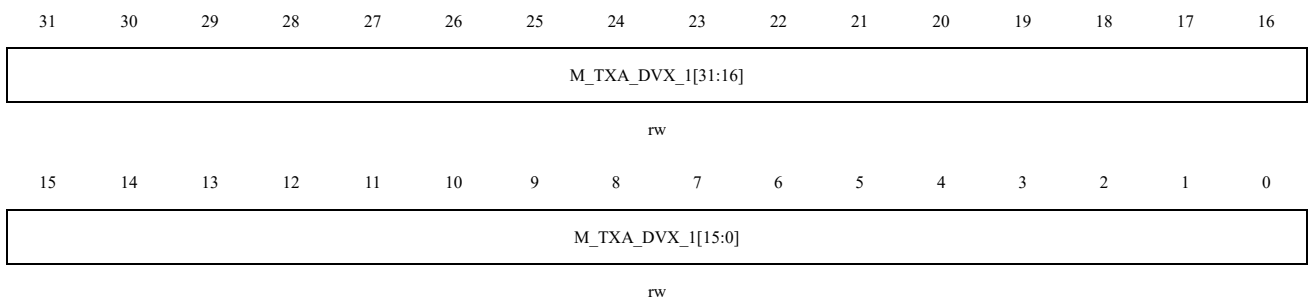 31 30 29 28 27 26 25 24 23 22 21 20 19 18 17 16
M_TXA_DVX_1[31:16]
rw
15 14 13 12 11 10 9 8 7 6 5 4 3 2 1 0
M_TXA_DVX_1[15:0]
rw